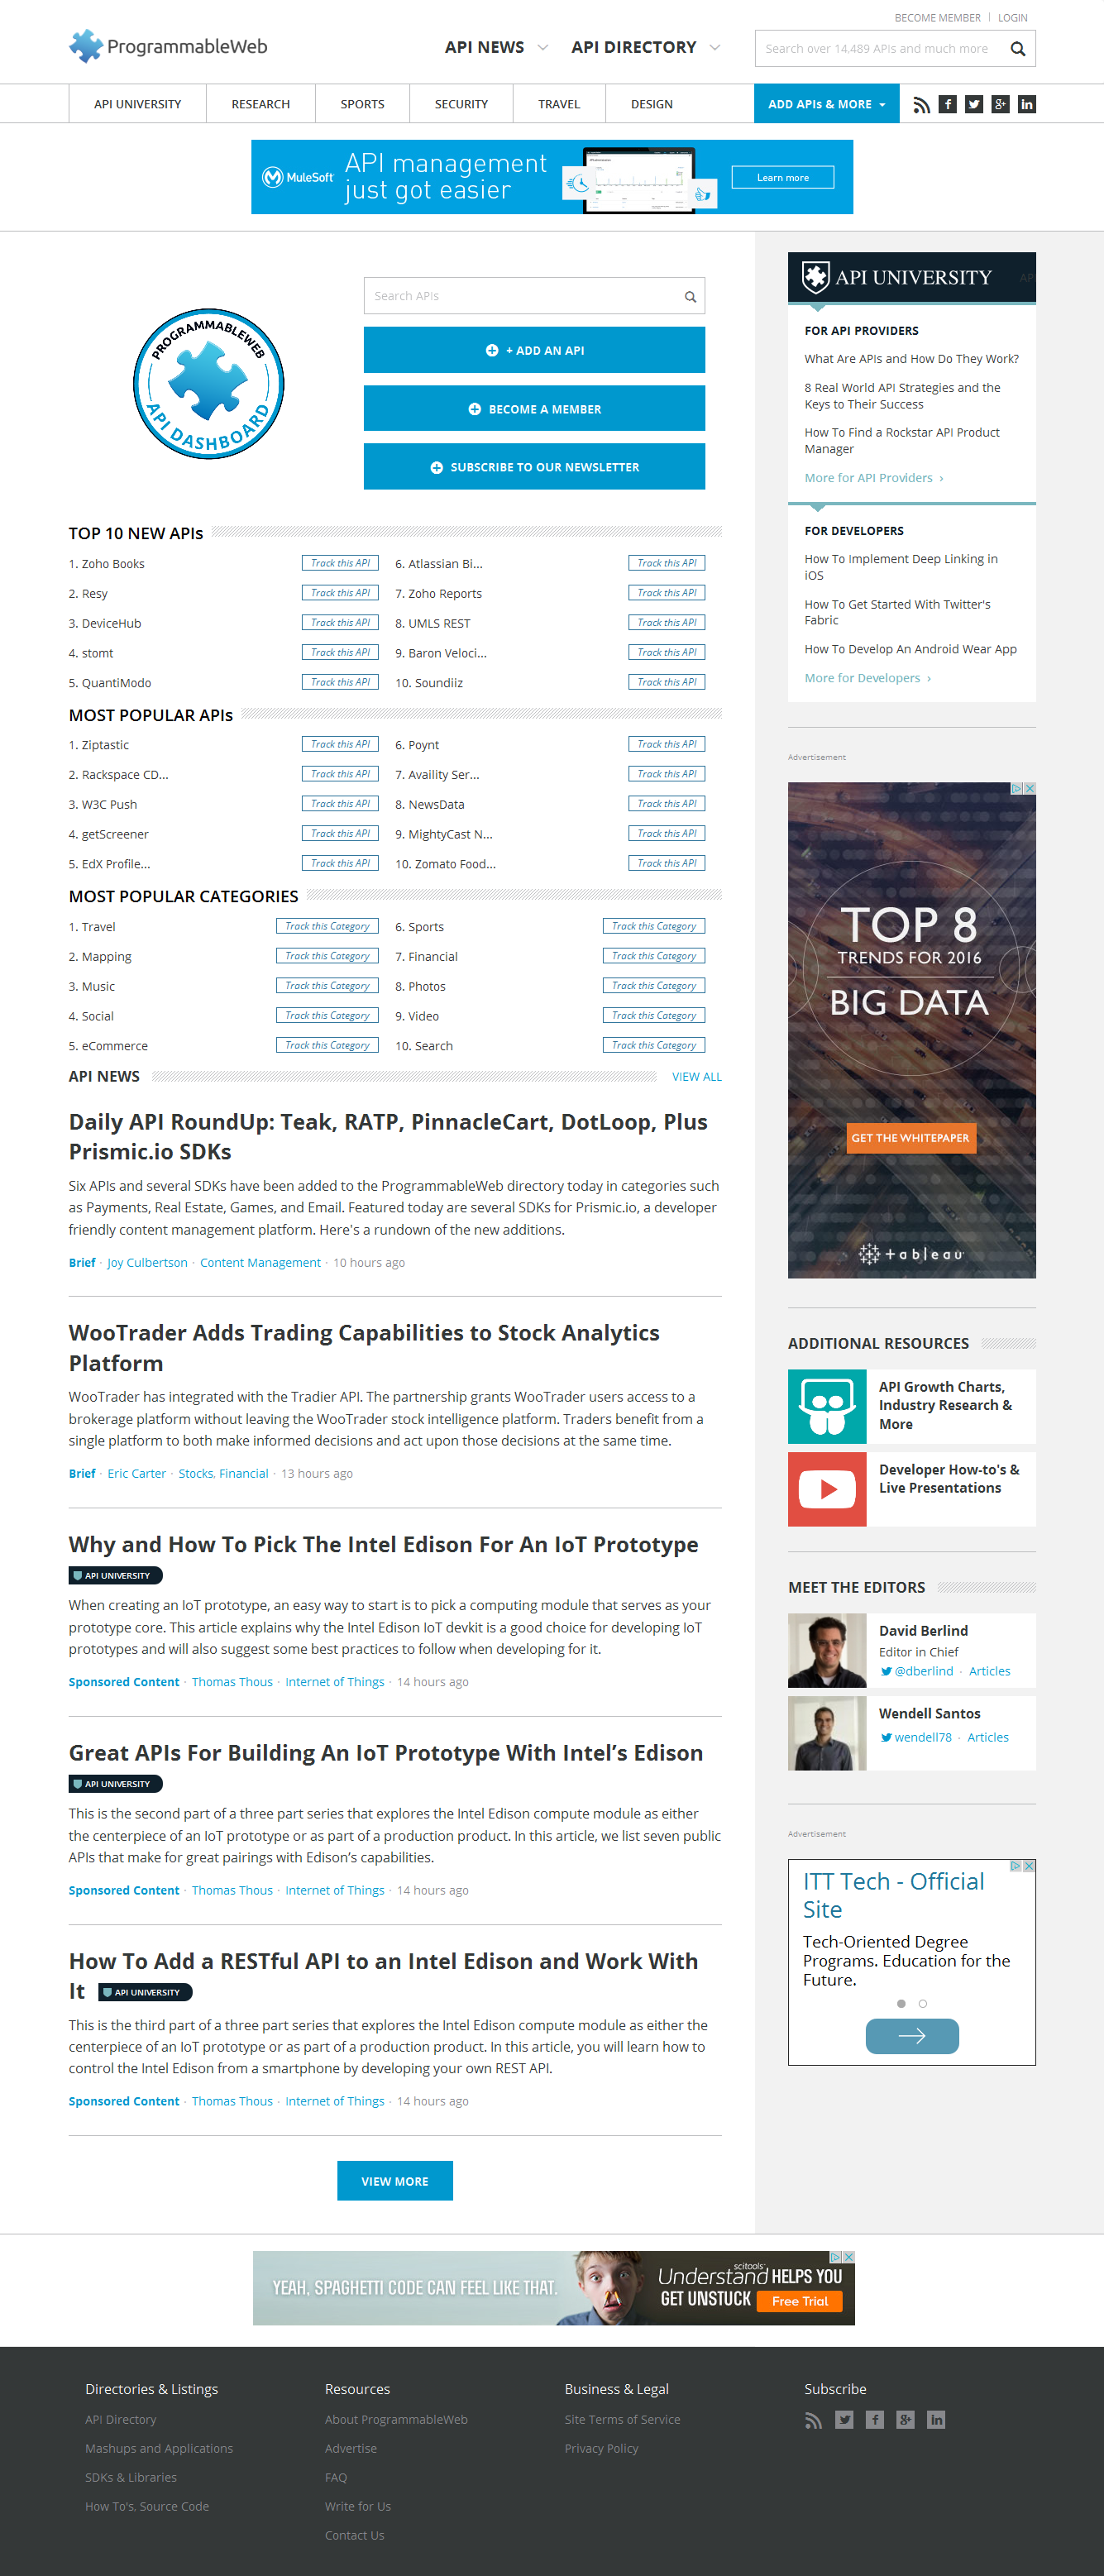 BECOME MEMBER | LOGIN
ProgrammableWeb
API NEWS
API DIRECTORY
Search over 14,489 APIs and much more
API UNIVERSITY
RESEARCH
SPORTS
SECURITY
TRAVEL
DESIGN
ADD APIs & MORE
MuleSoft
API management
just got easier
Learn more
PROGRAMMABLEWEB
API DASHBOARD
Search APIs
+ ADD AN API
BECOME A MEMBER
SUBSCRIBE TO OUR NEWSLETTER
TOP 10 NEW APIs
1. Zoho Books Track this API 6. Atlassian Bi... Track this API
2. Resy Track this API 7. Zoho Reports Track this API
3. DeviceHub Track this API 8. UMLS REST Track this API
4. stomt Track this API 9. Baron Veloci... Track this API
5. QuantiModo Track this API 10. Soundiiz Track this API
MOST POPULAR APIs
1. Ziptastic Track this API 6. Poynt Track this API
2. Rackspace CD... Track this API 7. Availity Ser... Track this API
3. W3C Push Track this API 8. NewsData Track this API
4. getScreener Track this API 9. MightyCast N... Track this API
5. EdX Profile... Track this API 10. Zomato Food... Track this API
MOST POPULAR CATEGORIES
1. Travel Track this Category 6. Sports Track this Category
2. Mapping Track this Category 7. Financial Track this Category
3. Music Track this Category 8. Photos Track this Category
4. Social Track this Category 9. Video Track this Category
5. eCommerce Track this Category 10. Search Track this Category
API NEWS VIEW ALL
Daily API RoundUp: Teak, RATP, PinnacleCart, DotLoop, Plus
Prismic.io SDKs
Six APIs and several SDKs have been added to the ProgrammableWeb directory today in categories such
as Payments, Real Estate, Games, and Email. Featured today are several SDKs for Prismic.io, a developer
friendly content management platform. Here's a rundown of the new additions.
Brief · Joy Culbertson · Content Management · 10 hours ago
WooTrader Adds Trading Capabilities to Stock Analytics
Platform
WooTrader has integrated with the Tradier API. The partnership grants WooTrader users access to a
brokerage platform without leaving the WooTrader stock intelligence platform. Traders benefit from a
single platform to both make informed decisions and act upon those decisions at the same time.
Brief · Eric Carter · Stocks, Financial · 13 hours ago
Why and How To Pick The Intel Edison For An IoT Prototype
API UNIVERSITY
When creating an IoT prototype, an easy way to start is to pick a computing module that serves as your
prototype core. This article explains why the Intel Edison IoT devkit is a good choice for developing IoT
prototypes and will also suggest some best practices to follow when developing for it.
Sponsored Content · Thomas Thous · Internet of Things · 14 hours ago
Great APIs For Building An IoT Prototype With Intel’s Edison
API UNIVERSITY
This is the second part of a three part series that explores the Intel Edison compute module as either
the centerpiece of an IoT prototype or as part of a production product. In this article, we list seven public
APIs that make for great pairings with Edison’s capabilities.
Sponsored Content · Thomas Thous · Internet of Things · 14 hours ago
How To Add a RESTful API to an Intel Edison and Work With
It API UNIVERSITY
This is the third part of a three part series that explores the Intel Edison compute module as either the
centerpiece of an IoT prototype or as part of a production product. In this article, you will learn how to
control the Intel Edison from a smartphone by developing your own REST API.
Sponsored Content · Thomas Thous · Internet of Things · 14 hours ago
VIEW MORE
API UNIVERSITY
AP
FOR API PROVIDERS
What Are APIs and How Do They Work?
8 Real World API Strategies and the
Keys to Their Success
How To Find a Rockstar API Product
Manager
More for API Providers ›
FOR DEVELOPERS
How To Implement Deep Linking in
iOS
How To Get Started With Twitter's
Fabric
How To Develop An Android Wear App
More for Developers ›
Advertisement
TOP 8
TRENDS FOR 2016
BIG DATA
GET THE WHITEPAPER
+ableau
ADDITIONAL RESOURCES
API Growth Charts,
Industry Research &
More
Developer How-to's &
Live Presentations
MEET THE EDITORS
David Berlind
Editor in Chief
@dberlind · Articles
Wendell Santos
wendell78 · Articles
Advertisement
ITT Tech - Official
Site
Tech-Oriented Degree
Programs. Education for the
Future.
YEAH, SPAGHETTI CODE CAN FEEL LIKE THAT.
scitools
Understand HELPS YOU
GET UNSTUCK Free Trial
Directories & Listings
API Directory
Mashups and Applications
SDKs & Libraries
How To's, Source Code
Resources
About ProgrammableWeb
Advertise
FAQ
Write for Us
Contact Us
Business & Legal
Site Terms of Service
Privacy Policy
Subscribe